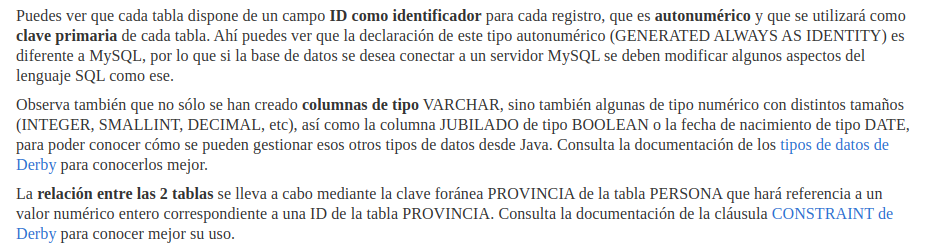 Puedes ver que cada tabla dispone de un campo ID como identificador para cada registro, que es autonumérico y que se utilizará como
clave primaria de cada tabla. Ahí puedes ver que la declaración de este tipo autonumérico (GENERATED ALWAYS AS IDENTITY) es
diferente a MySQL, por lo que si la base de datos se desea conectar a un servidor MySQL se deben modificar algunos aspectos del
lenguaje SQL como ese.
Observa también que no sólo se han creado columnas de tipo VARCHAR, sino también algunas de tipo numérico con distintos tamaños
(INTEGER, SMALLINT, DECIMAL, etc), así como la columna JUBILADO de tipo BOOLEAN o la fecha de nacimiento de tipo DATE,
para poder conocer cómo se pueden gestionar esos otros tipos de datos desde Java. Consulta la documentación de los tipos de datos de
Derby para conocerlos mejor.
La relación entre las 2 tablas se lleva a cabo mediante la clave foránea PROVINCIA de la tabla PERSONA que hará referencia a un
valor numérico entero correspondiente a una ID de la tabla PROVINCIA. Consulta la documentación de la cláusula CONSTRAINT de
Derby para conocer mejor su uso.